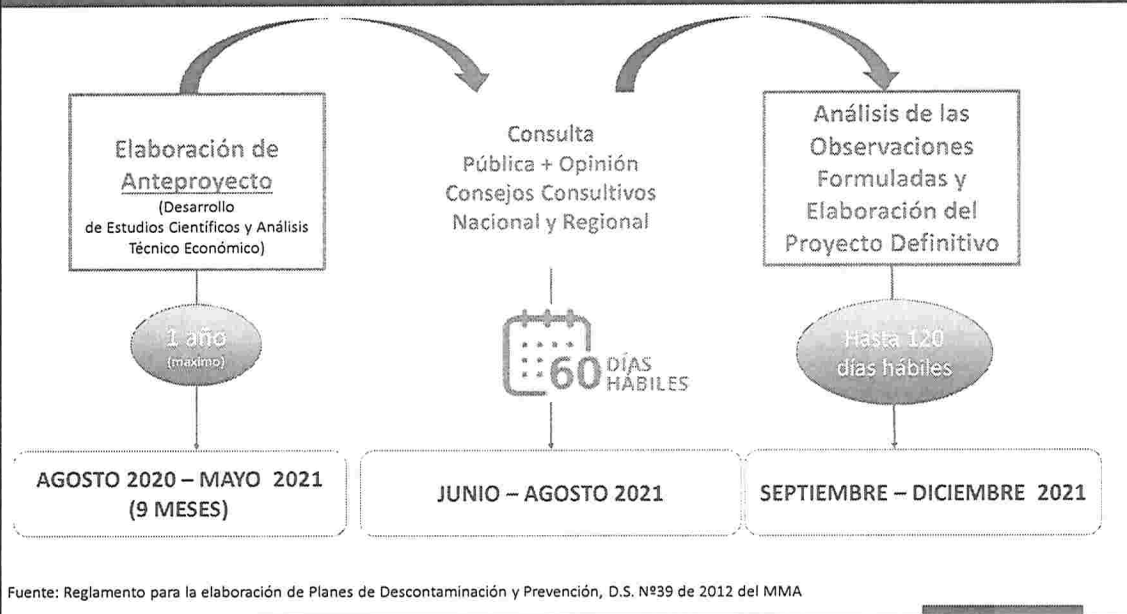 Elaboración de
Anteproyecto
(Desarrollo
de Estudios Científicos y Análisis
Técnico Económico)
1 año
(maximo)
AGOSTO 2020 – MAYO 2021
(9 MESES)
Consulta
Pública + Opinión
Consejos Consultivos
Nacional y Regional
60 DÍAS
HÁBILES
JUNIO – AGOSTO 2021
Análisis de las
Observaciones
Formuladas y
Elaboración del
Proyecto Definitivo
Hasta 120
días hábiles
SEPTIEMBRE – DICIEMBRE 2021
Fuente: Reglamento para la elaboración de Planes de Descontaminación y Prevención, D.S. Nº39 de 2012 del MMA